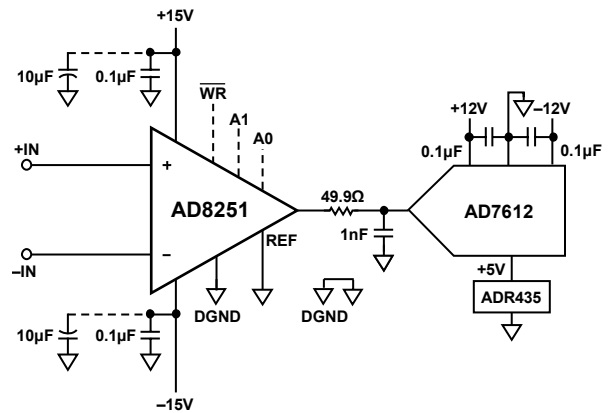 +15V
10µF
0.1µF
WR
A1
A0
+12V
–12V
0.1µF
0.1µF
+IN
+
AD8251
49.9Ω
AD7612
1nF
REF
–IN
–
+5V
ADR435
DGND
DGND
10µF
0.1µF
–15V